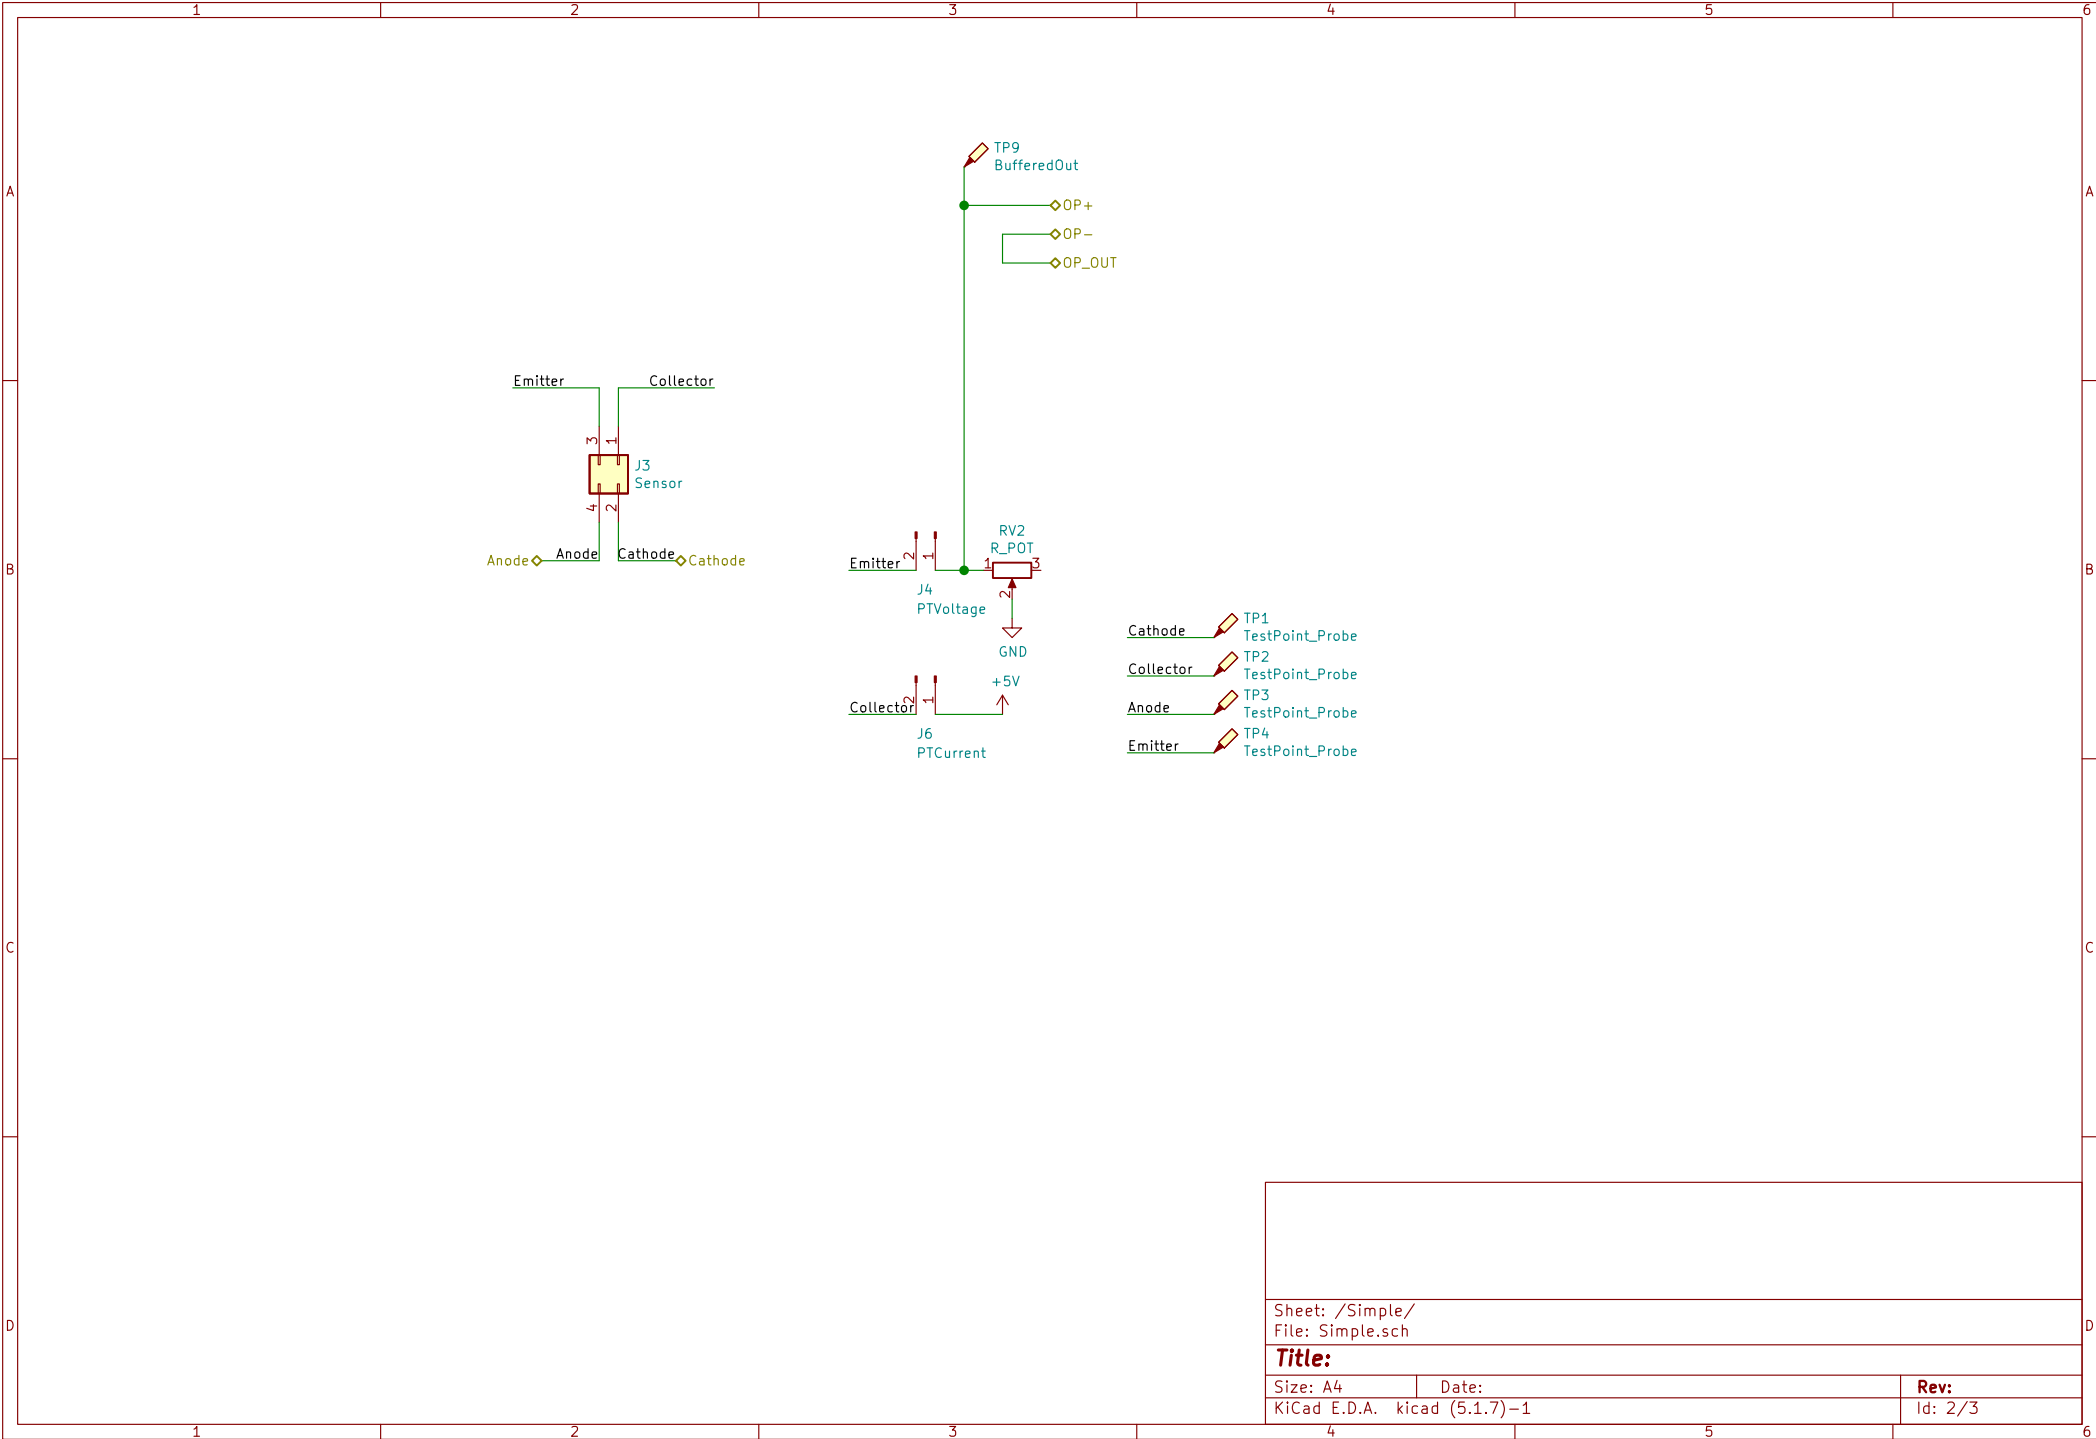 1 2 3 4 5 6
A A
TP9
BufferedOut
OP+
OP-
OP_OUT
Emitter Collector
3 1
J3
Sensor
4 2
Anode Anode Cathode Cathode
B B
RV2
R_POT
Emitter 2 1 1 3
2
J4
PTVoltage
GND
+5V
Collector 2 1
J6
PTCurrent
Cathode TP1
TestPoint_Probe
Collector TP2
TestPoint_Probe
Anode TP3
TestPoint_Probe
Emitter TP4
TestPoint_Probe
C C
Sheet: /Simple/
File: Simple.sch
D D
Title:
Size: A4 Date: Rev:
KiCad E.D.A. kicad (5.1.7)-1 Id: 2/3
1 2 3 4 5 6